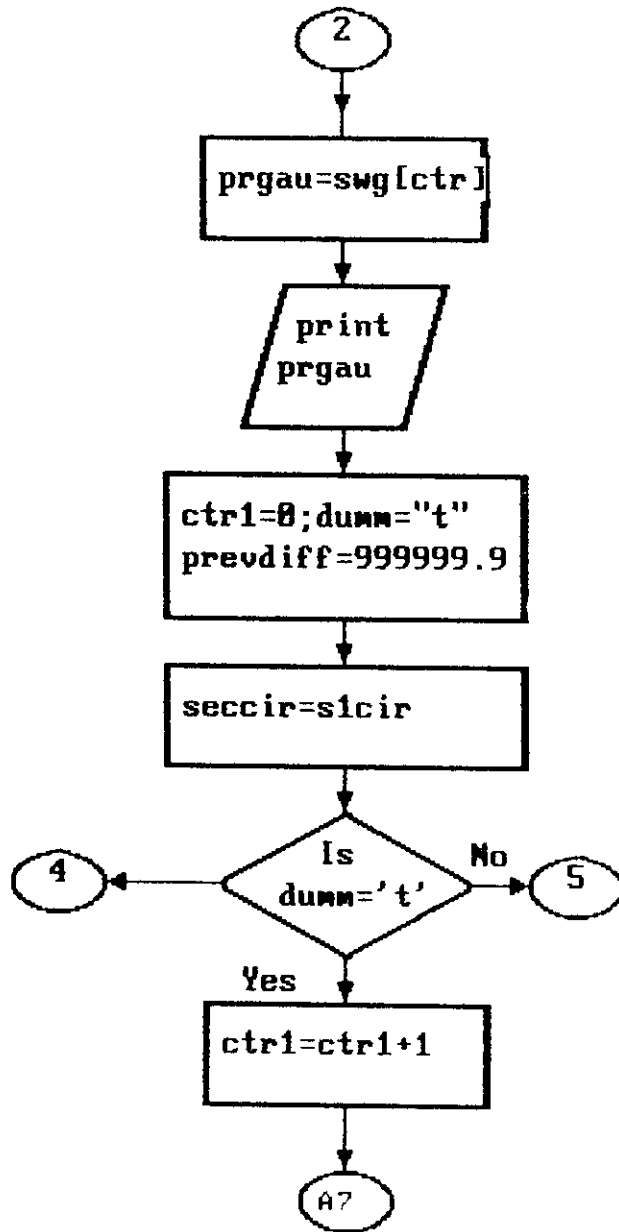 2
prgau=swg[ctr]
print
prgau
ctr1=0;dumm="t"
prevdiff=999999.9
seccir=s1cir
Is
dumm='t'
4
No
5
Yes
ctr1=ctr1+1
A7